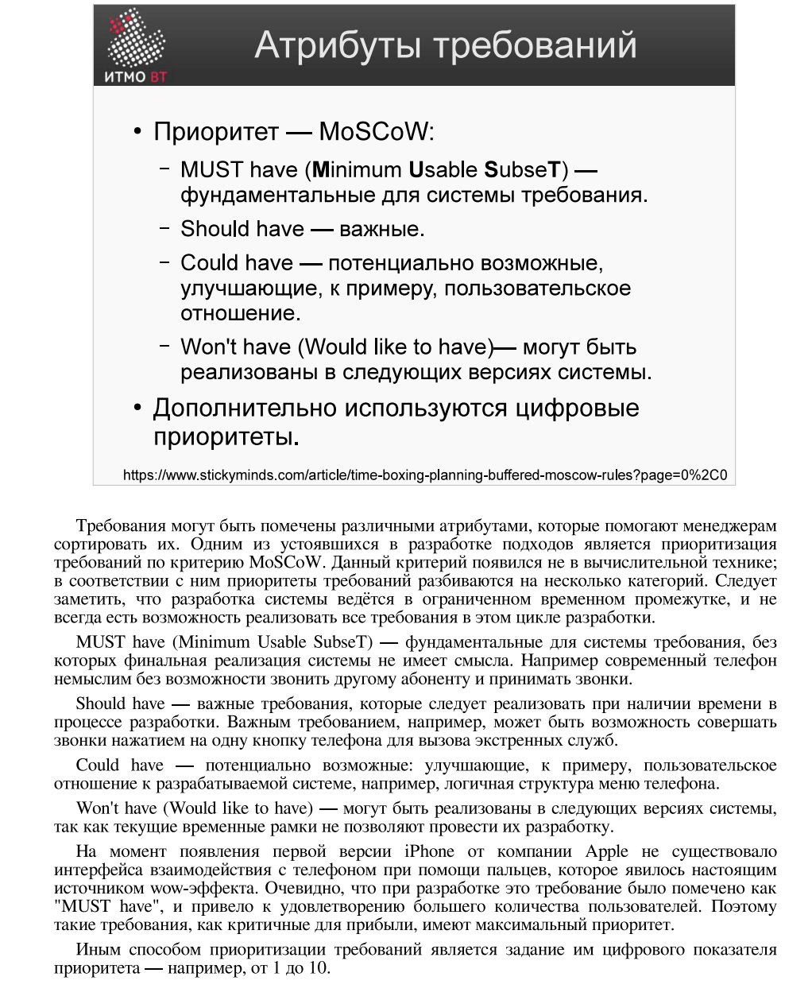 ИТМО ВТ
Атрибуты требований
• Приоритет — MoSCoW:
– MUST have (Minimum Usable SubseT) —
фундаментальные для системы требования.
– Should have — важные.
– Could have — потенциально возможные,
улучшающие, к примеру, пользовательское
отношение.
– Won't have (Would like to have)— могут быть
реализованы в следующих версиях системы.
• Дополнительно используются цифровые
приоритеты.
https://www.stickyminds.com/article/time-boxing-planning-buffered-moscow-rules?page=0%2C0
Требования могут быть помечены различными атрибутами, которые помогают менеджерам
сортировать их. Одним из устоявшихся в разработке подходов является приоритизация
требований по критерию MoSCoW. Данный критерий появился не в вычислительной технике;
в соответствии с ним приоритеты требований разбиваются на несколько категорий. Следует
заметить, что разработка системы ведётся в ограниченном временном промежутке, и не
всегда есть возможность реализовать все требования в этом цикле разработки.
MUST have (Minimum Usable SubseT) — фундаментальные для системы требования, без
которых финальная реализация системы не имеет смысла. Например современный телефон
немыслим без возможности звонить другому абоненту и принимать звонки.
Should have — важные требования, которые следует реализовать при наличии времени в
процессе разработки. Важным требованием, например, может быть возможность совершать
звонки нажатием на одну кнопку телефона для вызова экстренных служб.
Could have — потенциально возможные: улучшающие, к примеру, пользовательское
отношение к разрабатываемой системе, например, логичная структура меню телефона.
Won't have (Would like to have) — могут быть реализованы в следующих версиях системы,
так как текущие временные рамки не позволяют провести их разработку.
На момент появления первой версии iPhone от компании Apple не существовало
интерфейса взаимодействия с телефоном при помощи пальцев, которое явилось настоящим
источником wow-эффекта. Очевидно, что при разработке это требование было помечено как
"MUST have", и привело к удовлетворению большего количества пользователей. Поэтому
такие требования, как критичные для прибыли, имеют максимальный приоритет.
Иным способом приоритизации требований является задание им цифрового показателя
приоритета — например, от 1 до 10.